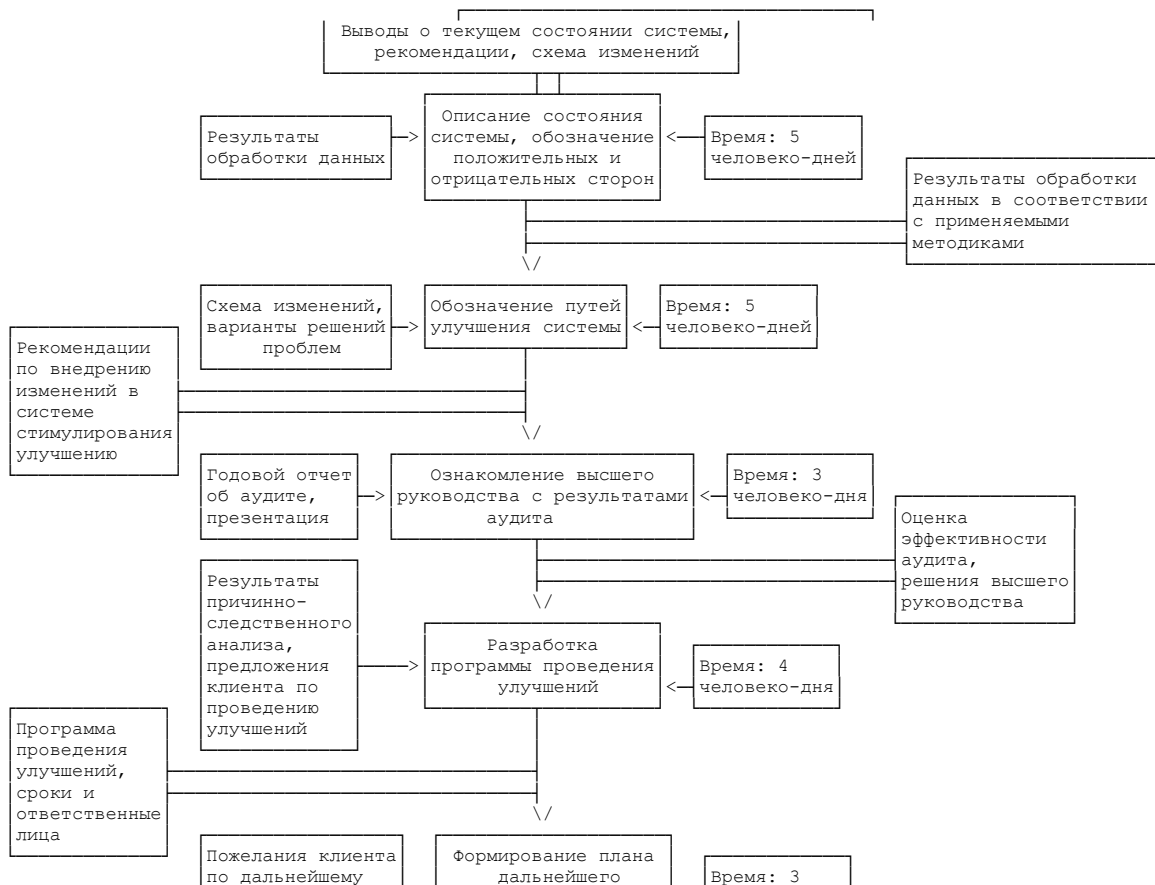 Выводы о текущем состоянии системы,
рекомендации, схема изменений
Результаты
обработки данных
Описание состояния
системы, обозначение
положительных и
отрицательных сторон
Время: 5
человеко-дней
Результаты обработки
данных в соответствии
с применяемыми
методиками
Схема изменений,
варианты решений
проблем
Обозначение путей
улучшения системы
Время: 5
человеко-дней
Рекомендации
по внедрению
изменений в
системе
стимулирования
улучшению
Годовой отчет
об аудите,
презентация
Ознакомление высшего
руководства с результатами
аудита
Время: 3
человеко-дня
Оценка
эффективности
аудита,
решения высшего
руководства
Результаты
причинно-
следственного
анализа,
предложения
клиента по
проведению
улучшений
Разработка
программы проведения
улучшений
Время: 4
человеко-дня
Программа
проведения
улучшений,
сроки и
ответственные
лица
Пожелания клиента
по дальнейшему
Формирование плана
дальнейшего
Время: 3